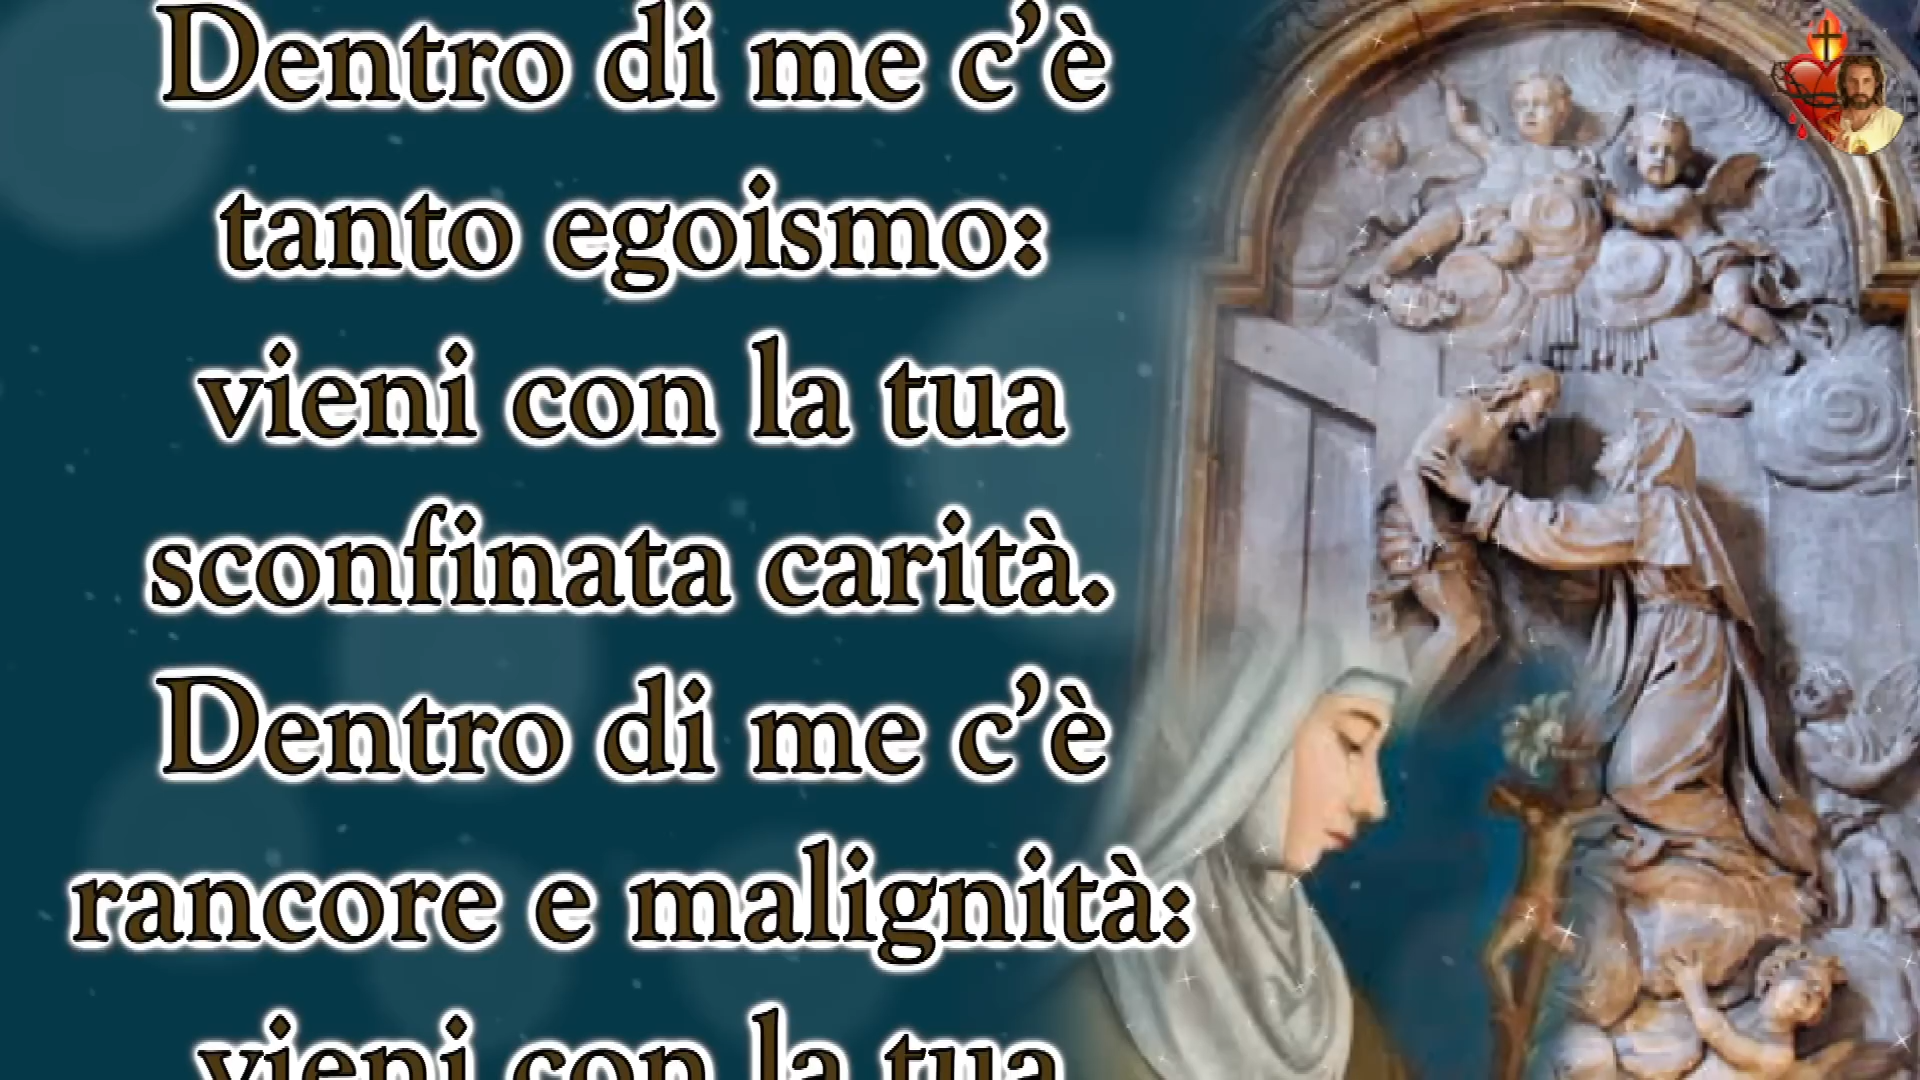 Dentro di me c’è
tanto egoismo:
vieni con la tua
sconfinata carità.
Dentro di me c’è
rancore e malignità:
vieni con la tua